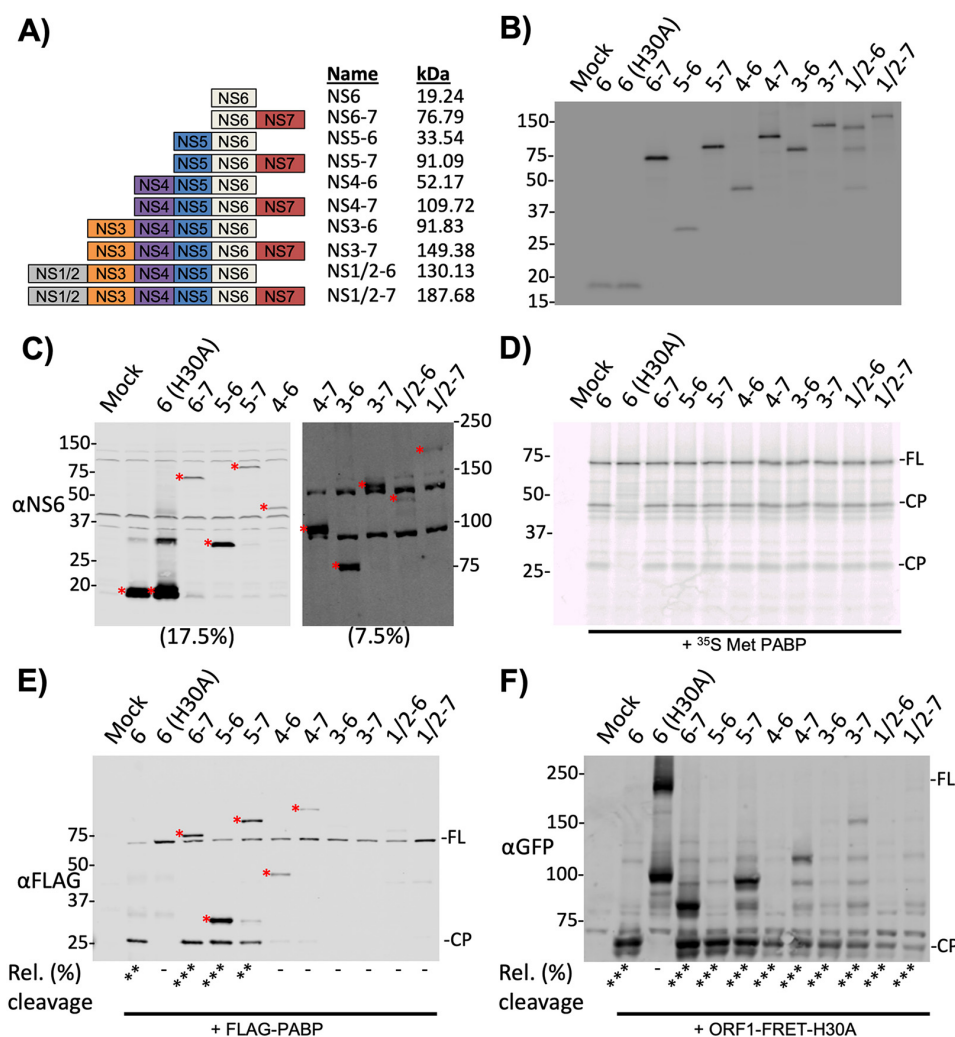 A)
Name kDa
NS6 NS6 19.24
NS6 NS7 NS6-7 76.79
NS5 NS6 NS5-6 33.54
NS5 NS6 NS7 NS5-7 91.09
NS4 NS5 NS6 NS4-6 52.17
NS4 NS5 NS6 NS7 NS4-7 109.72
NS3 NS4 NS5 NS6 NS3-6 91.83
NS3 NS4 NS5 NS6 NS7 NS3-7 149.38
NS1/2 NS3 NS4 NS5 NS6 NS1/2-6 130.13
NS1/2 NS3 NS4 NS5 NS6 NS7 NS1/2-7 187.68
B)
Mock 6 6 (H30A) 6-7 5-6 5-7 4-6 4-7 3-6 3-7 1/2-6 1/2-7
150-
75-
50-
37-
25-
20-
15-
C)
Mock 6 (H30A) 6-7 5-6 5-7 4-6
4-7 3-6 3-7 1/2-6 1/2-7
αNS6
150-
75-
50-
37-
25-
20-
* * * * * *
* * * * *
-250
-150
-100
-75
(17.5%)
(7.5%)
D)
Mock 6 6 (H30A) 6-7 5-6 5-7 4-6 4-7 3-6 3-7 1/2-6 1/2-7
75-
50-
37-
25-
-FL
-CP
-CP
+ ³⁵S Met PABP
E)
Mock 6 6 (H30A) 6-7 5-6 5-7 4-6 4-7 3-6 3-7 1/2-6 1/2-7
αFLAG
75-
50-
37-
25-
* * * * *
-FL
-CP
Rel. (%)
cleavage
** - *** *** ** - - - - - -
+ FLAG-PABP
F)
Mock 6 6 (H30A) 6-7 5-6 5-7 4-6 4-7 3-6 3-7 1/2-6 1/2-7
αGFP
250-
150-
100-
75-
-FL
-CP
Rel. (%)
cleavage
*** - *** *** *** *** *** *** *** *** ***
+ ORF1-FRET-H30A